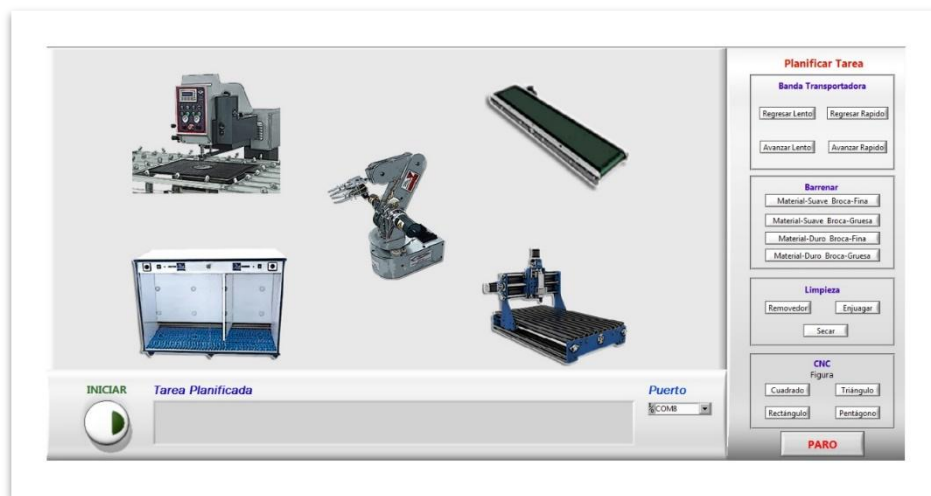 Planificar Tarea
Banda Transportadora
Regresar Lento Regresar Rapido
Avanzar Lento Avanzar Rapido
Barrenar
Material-Suave Broca-Fina
Material-Suave Broca-Gruesa
Material-Duro Broca-Fina
Material-Duro Broca-Gruesa
Limpieza
Removedor Enjuagar
Secar
CNC
Figura
Cuadrado Triángulo
Rectángulo Pentágono
PARO
INICIAR Tarea Planificada Puerto
COM8